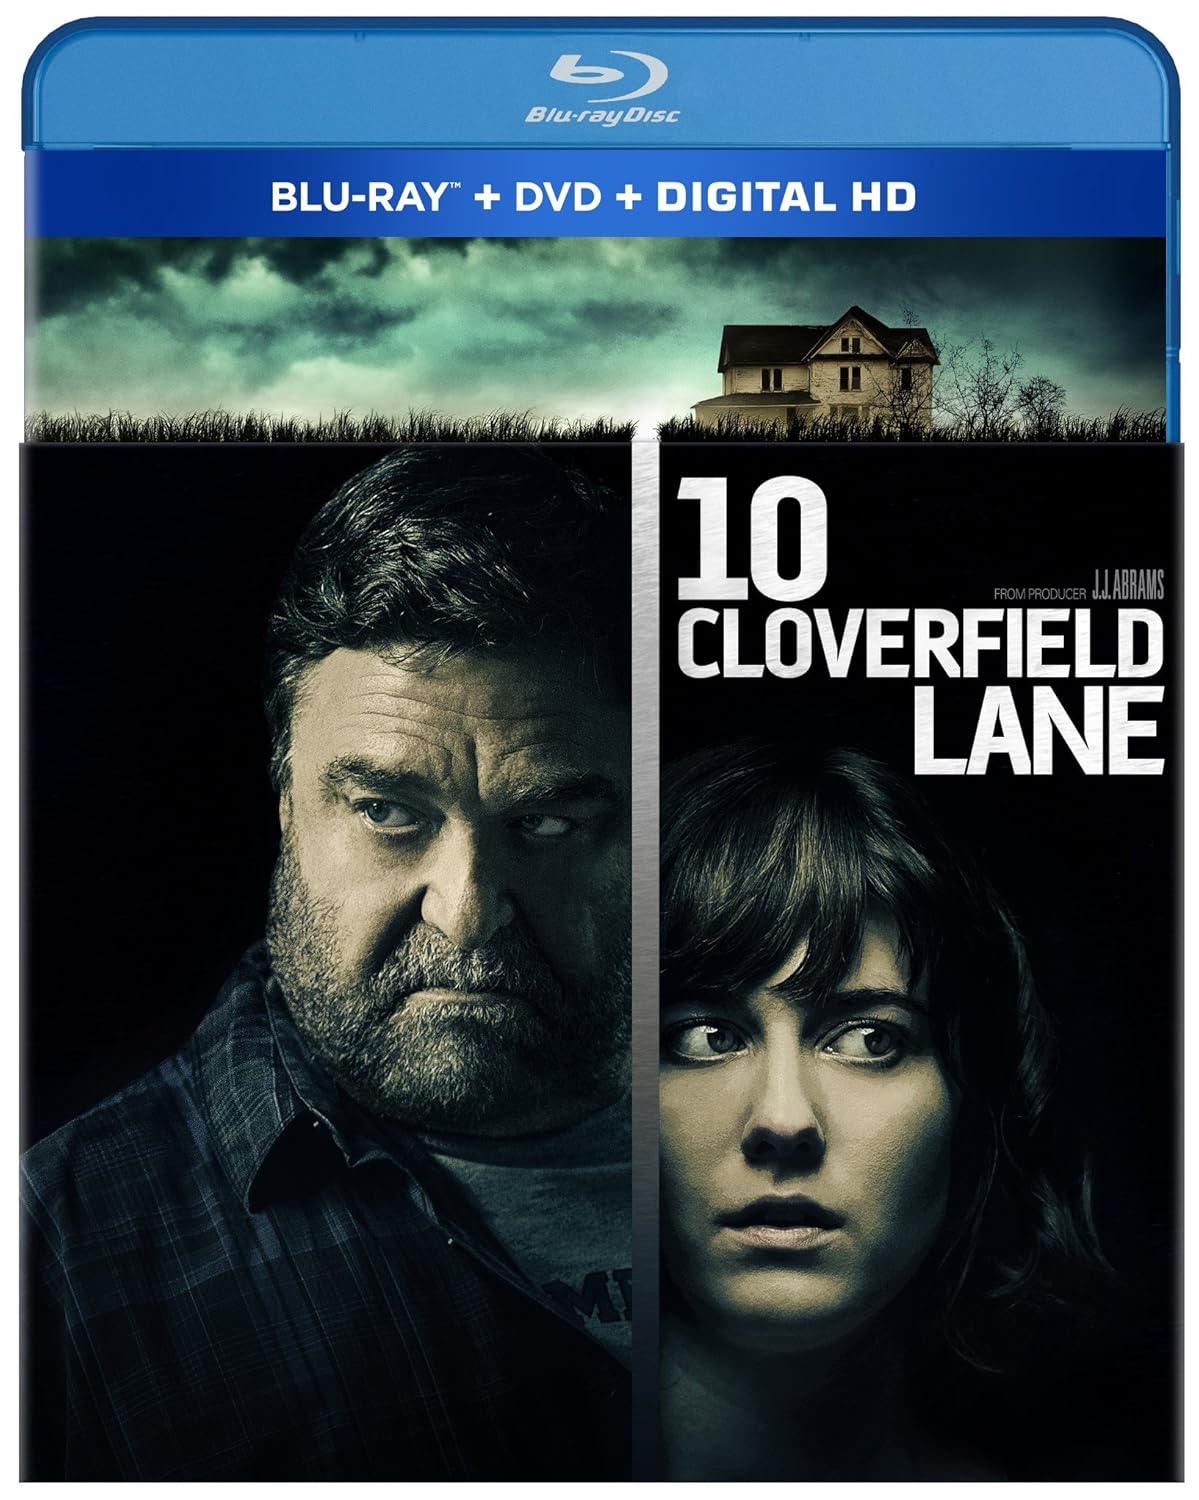 Blu-ray Disc
BLU-RAY™ + DVD + DIGITAL HD
10
FROM PRODUCER J.J. ABRAMS
CLOVERFIELD
LANE